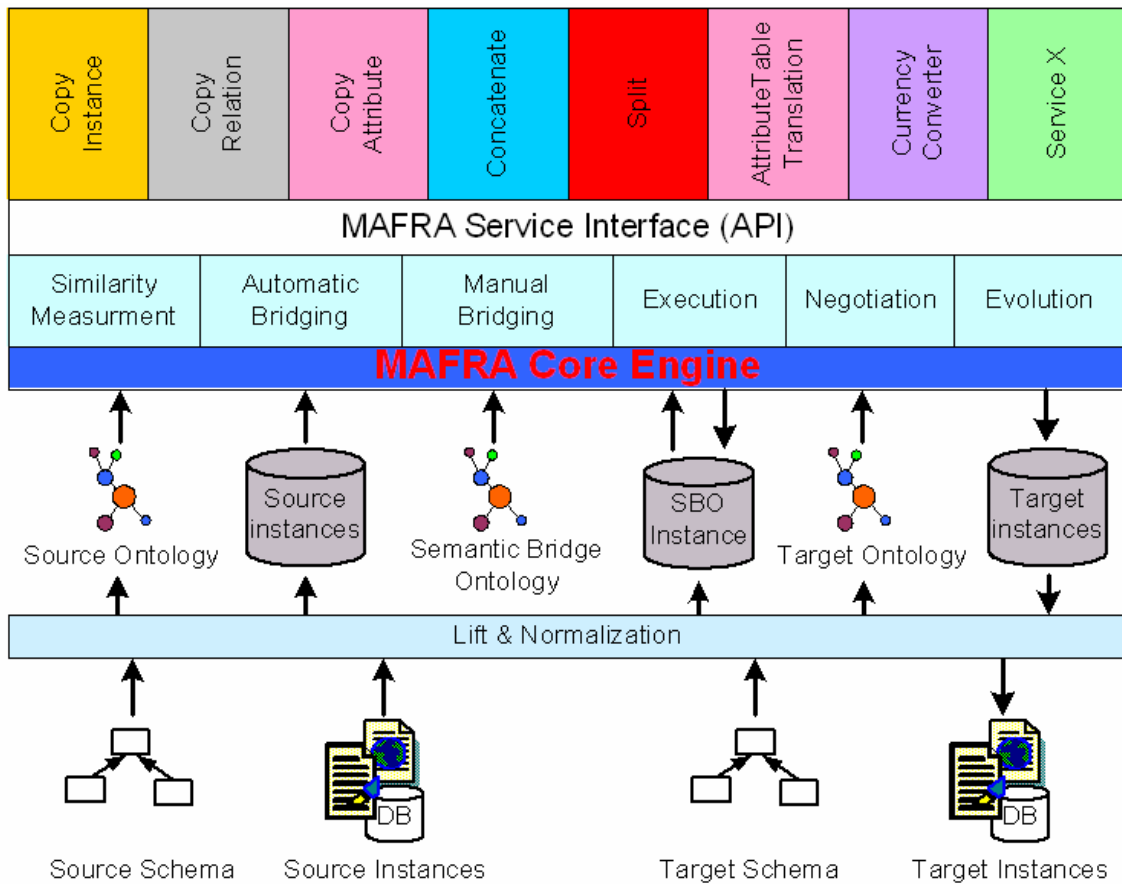 Copy
Instance
Copy
Relation
Copy
Attribute
Concatenate
Split
AttributeTable
Translation
Currency
Converter
Service X
MAFRA Service Interface (API)
Similarity
Measurment
Automatic
Bridging
Manual
Bridging
Execution
Negotiation
Evolution
MAFRA Core Engine
Source Ontology
Source
instances
Semantic Bridge
Ontology
SBO
Instance
Target Ontology
Target
instances
Lift & Normalization
Source Schema
DB
Source Instances
Target Schema
DB
Target Instances